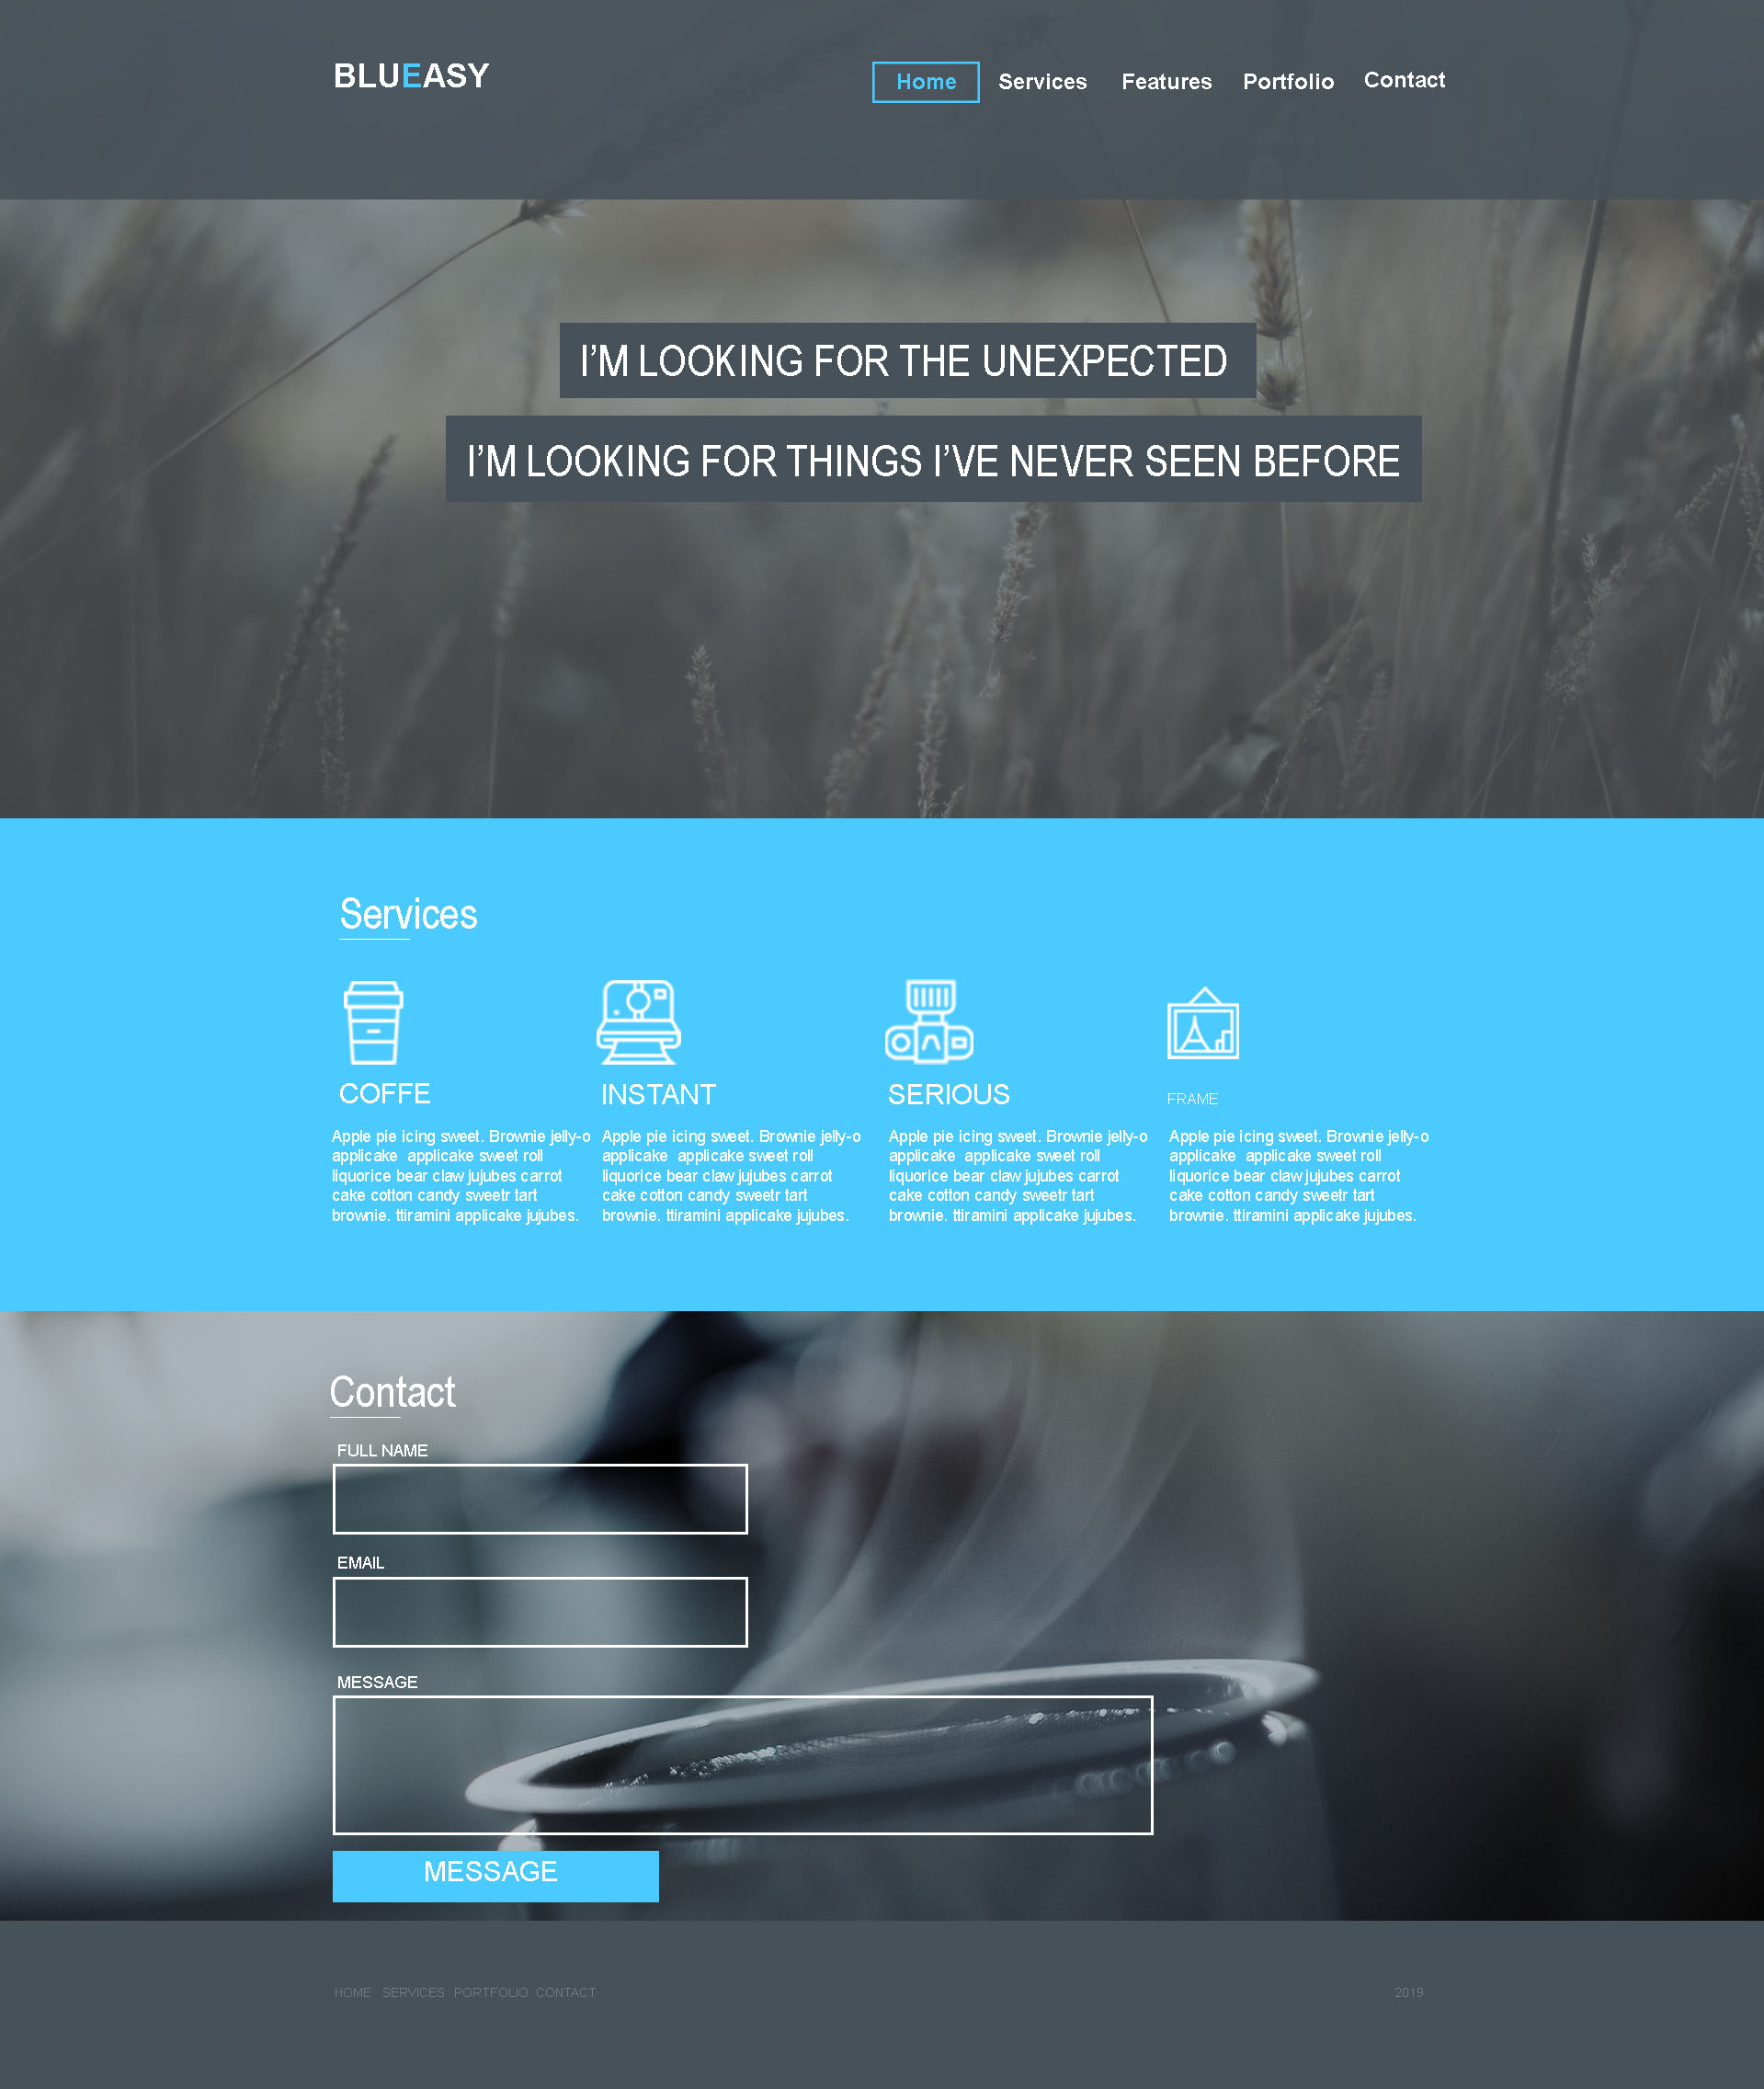 BLUEASY
Home Services Features Portfolio Contact
I’M LOOKING FOR THE UNEXPECTED
I’M LOOKING FOR THINGS I’VE NEVER SEEN BEFORE
Services
COFFE
Apple pie icing sweet. Brownie jelly-o
applicake applicake sweet roll
liquorice bear claw jujubes carrot
cake cotton candy sweetr tart
brownie. ttiramini applicake jujubes.
INSTANT
Apple pie icing sweet. Brownie jelly-o
applicake applicake sweet roll
liquorice bear claw jujubes carrot
cake cotton candy sweetr tart
brownie. ttiramini applicake jujubes.
SERIOUS
Apple pie icing sweet. Brownie jelly-o
applicake applicake sweet roll
liquorice bear claw jujubes carrot
cake cotton candy sweetr tart
brownie. ttiramini applicake jujubes.
FRAME
Apple pie icing sweet. Brownie jelly-o
applicake applicake sweet roll
liquorice bear claw jujubes carrot
cake cotton candy sweetr tart
brownie. ttiramini applicake jujubes.
Contact
FULL NAME
EMAIL
MESSAGE
MESSAGE
HOME SERVICES PORTFOLIO CONTACT
2019